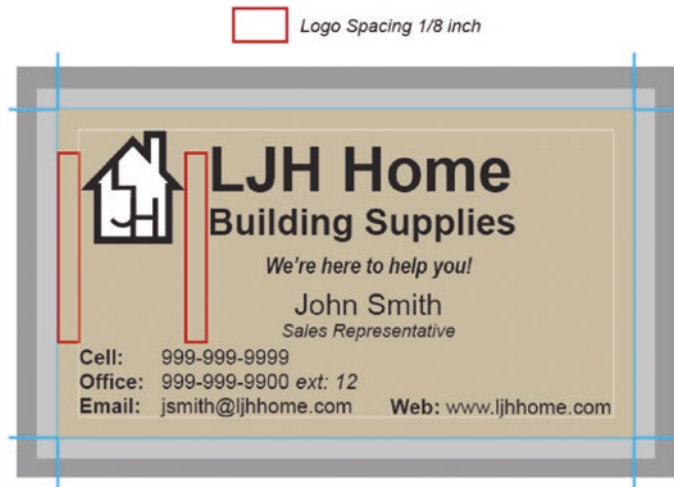 Logo Spacing 1/8 inch
LJH
LJH Home
Building Supplies
We're here to help you!
John Smith
Sales Representative
Cell: 999-999-9999
Office: 999-999-9900 ext: 12
Email: jsmith@ljhhome.com Web: www.ljhhome.com